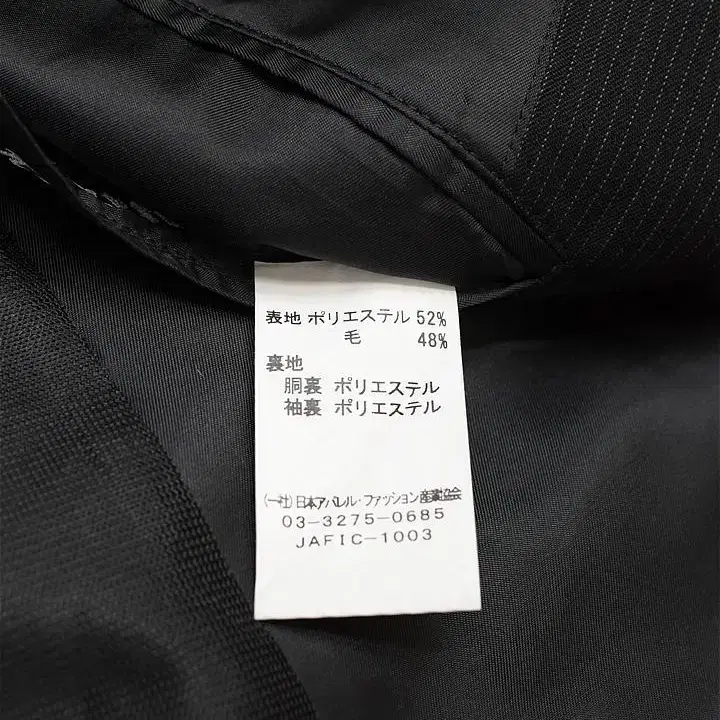 表地 ポリエステル 52%
毛 48%
裏地
胴裏 ポリエステル
袖裏 ポリエステル
(一社)日本アパレル・ファッション産業協会
03-3275-0685
JAFIC-1003